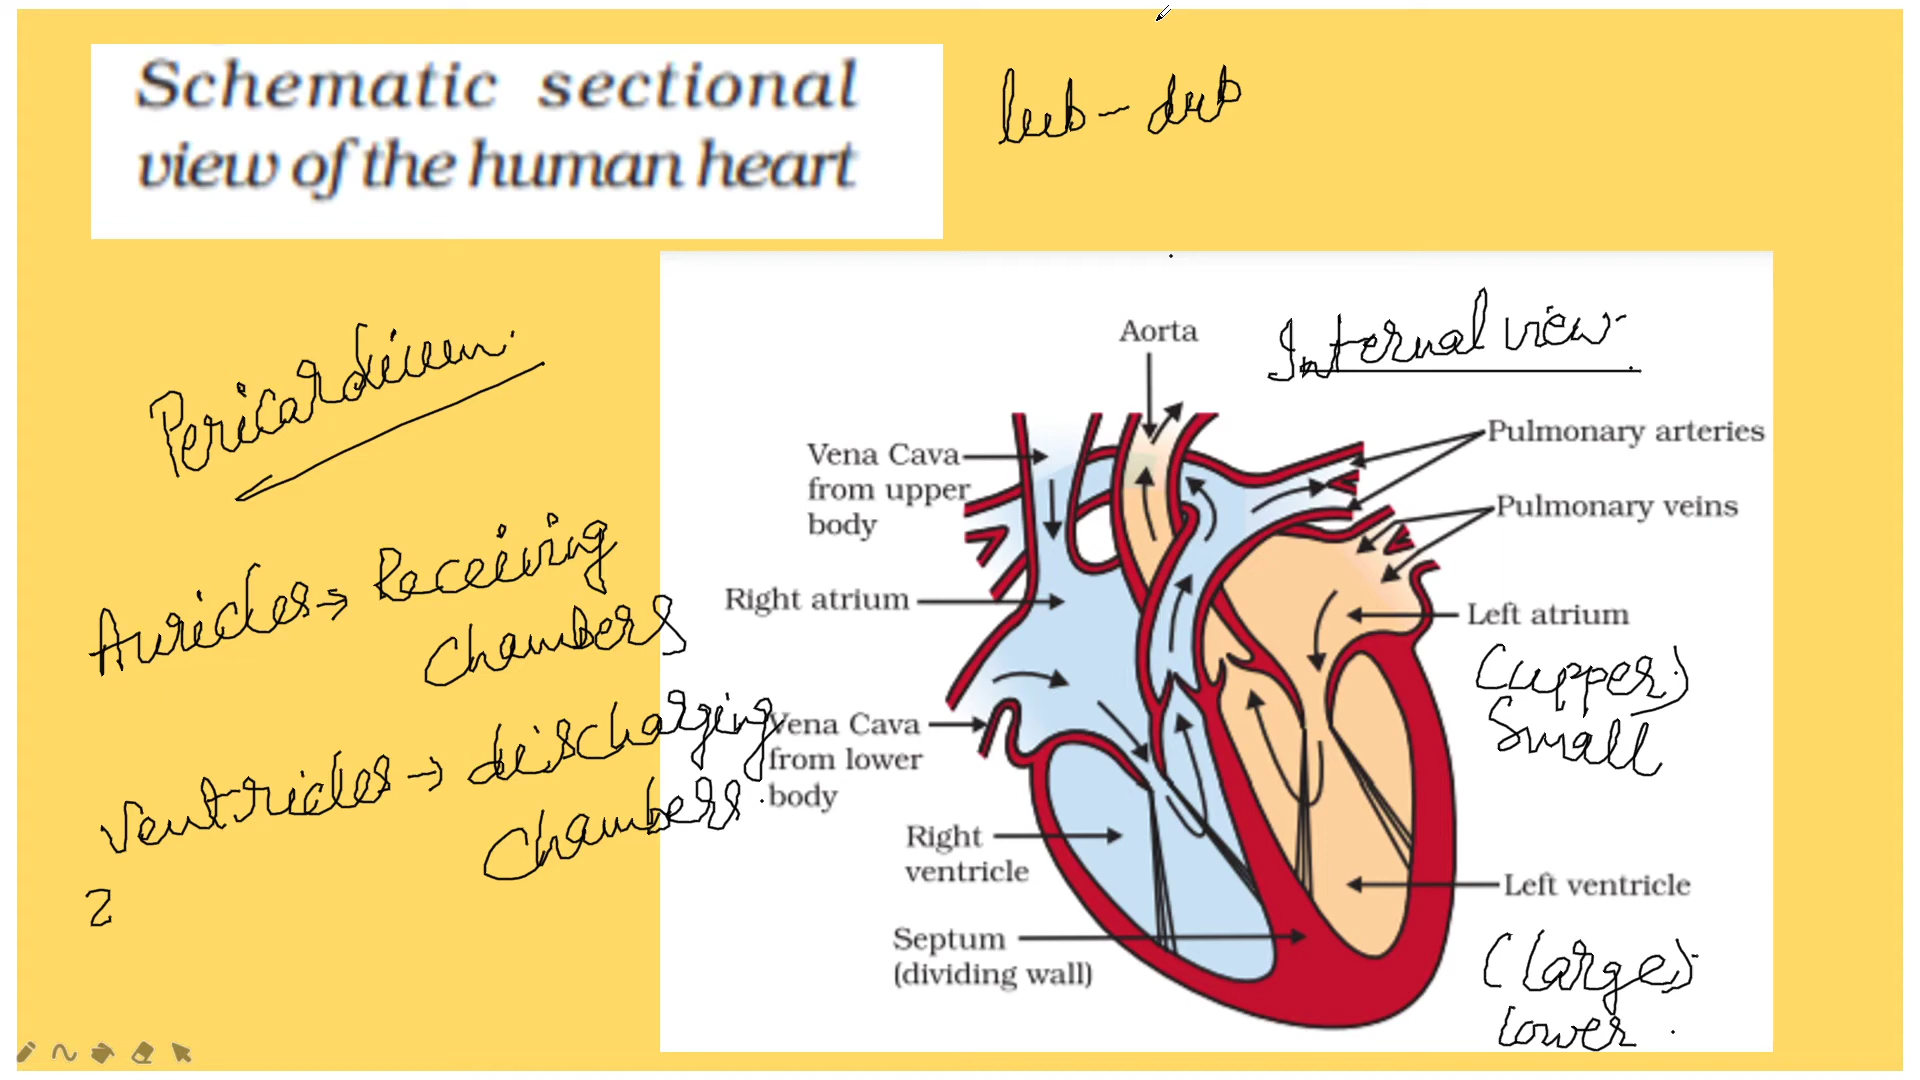 Schematic sectional
view of the human heart
lub - dub
Pericardium
Auricles → Receiving
chambers
Ventricles → discharging
chambers
2
Internal view
Aorta
Pulmonary arteries
Vena Cava
from upper
body
Pulmonary veins
Right atrium
Left atrium
(upper)
Small
Vena Cava
from lower
body
Right
ventricle
Left ventricle
Septum
(dividing wall)
(large)
lower